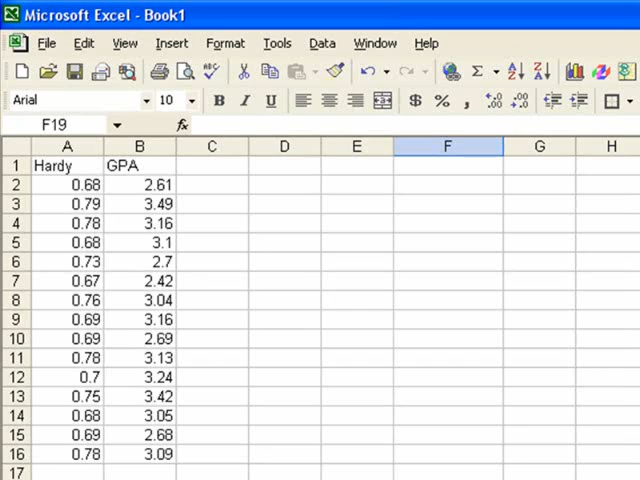 Microsoft Excel - Book1
File Edit View Insert Format Tools Data Window Help
Arial 10 B I U $ % ,
F19 fx
A B C D E F G H
1 Hardy GPA
2 0.68 2.61
3 0.79 3.49
4 0.78 3.16
5 0.68 3.1
6 0.73 2.7
7 0.67 2.42
8 0.76 3.04
9 0.69 3.16
10 0.69 2.69
11 0.78 3.13
12 0.7 3.24
13 0.75 3.42
14 0.68 3.05
15 0.69 2.68
16 0.78 3.09
17